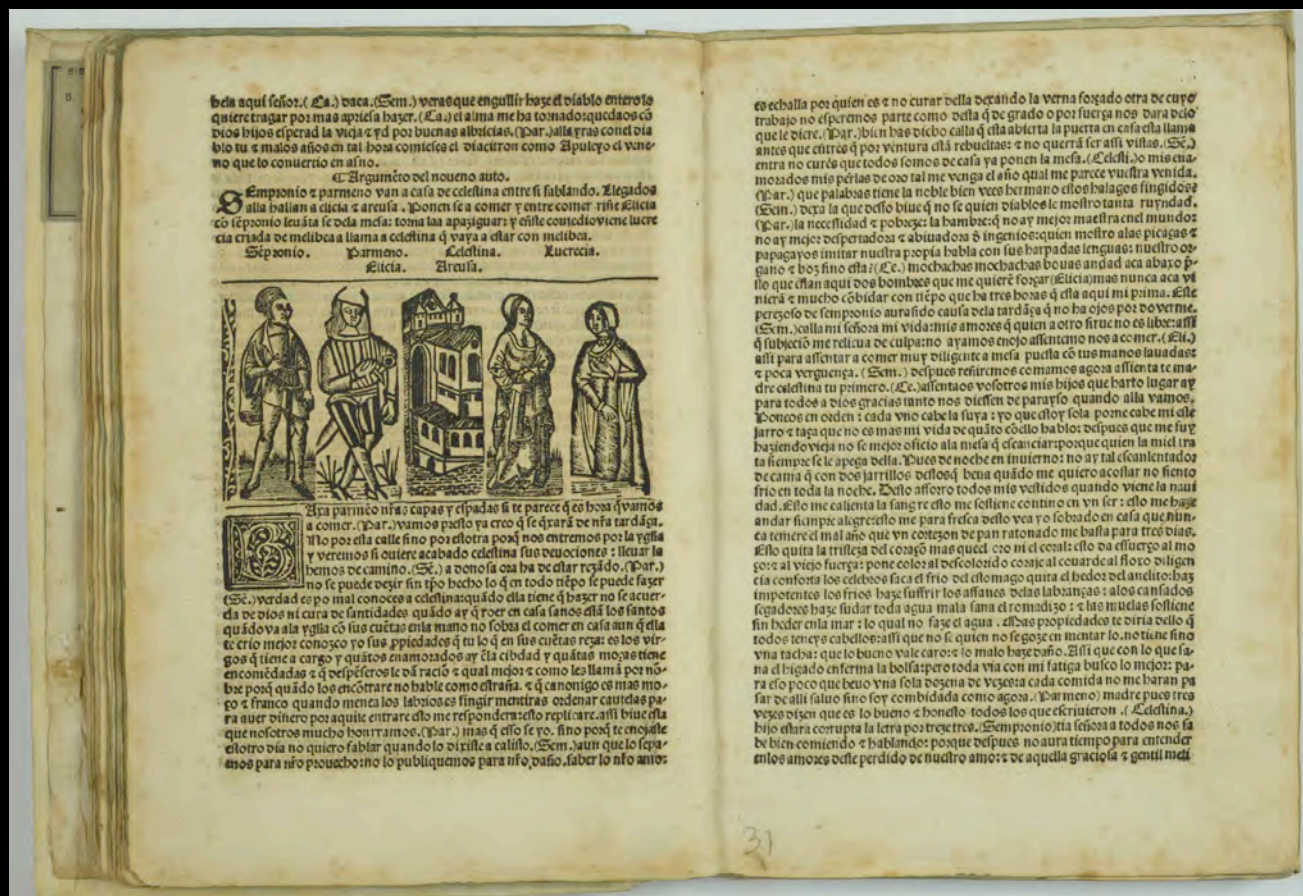 hela aqui señor.(Ca.) daca.(Sem.) veras que engullir haze el diablo entero lo
quiere tragar por mas apriesa hazer.(Ca.) el alma me ha tornado: quedaos cõ
dios hijos esperad la vieja ⁊ yd por buenas albricias.(Par.) alla yras con el dia
blo tu ⁊ malos años en tal hora comieses el diacitron como Apuleyo el vene-
no que lo conuertio en asno.
¶Argumẽto del noueno auto.
SEmpronio ⁊ parmeno van a casa de celestina entre si fablando. Llegados
alla hallan a elicia ⁊ areusa. Ponen se a comer y entre comer riñe Elicia
cõ sẽpronio leuãta se dela mesa: torna laa apaziguar: y eñste comedio viene lucre
cia criada de melibea a llama a celestina q̃ vaya a estar con melibea.
Sẽpronio. Parmeno. Celestina. Lucrecia.
Elicia. Areusa.
BAxa parmẽno nr̃as capas y espadas si te parece q̃ es hora q̃ vamos
a comer.(Par.) vamos presto ya creo q̃ se q̃xarã de nr̃a tardãça.
No por esta calle sino por estotra porq̃ nos entremos por la yglia
y veremos si ouiere acabado celestina sus deuociones: lleuar la
hemos de camino.(Sẽ.) a donosa ora ha de estar rezãdo.(Par.)
no se puede dezir sin tp̃o hecho lo q̃ en todo tiẽpo se puede fazer
(Sẽ.) verdad es po mal conoces a celestina: quãdo ella tiene q̃ hazer no se acuer-
da de dios ni cura de santidades quãdo ay q̃ roer en casa sanos estã los santos
quãdo va ala yglia cõ sus cuẽtas enla mano no sobra el comer en casa aun q̃ ella
te crio mejor conozco yo sus ppiedades q̃ tu lo q̃ en sus cuẽtas reza: es los vir-
gos q̃ tiene a cargo y quãtos enamorados ay ẽla cibdad y quãtas moças tiene
encomẽdadas ⁊ q̃ despẽseros le dã raciõ ⁊ qual mejor ⁊ como les llamã por nõ-
bre porq̃ quãdo los encõtrare no hable como estraña. ⁊ q̃ canonigo es mas mo-
ço ⁊ franco quando menea los labrios es fingir mentiras ordenar cautelas pa-
ra auer dinero por aqui te entrare esto me respondera: esto replicare. assi biue esta
que nosotros mucho honrramos.(Par.) mas q̃ esso se yo. sino porq̃ te enojaste
estotro dia no quiero fablar quando lo dixiste a calisto.(Sem.) aun que lo sepa-
mos para nr̃o prouecho: no lo publiquemos para nr̃o daño. saber lo nr̃o amo:
es echalla por quien es ⁊ no curar della dexando la verna forçado otra de cuyo
trabajo no esperemos parte como desta q̃ de grado o por fuerça nos dara delo
que le diere.(Par.) bien has dicho calla q̃ esta abierta la puerta en casa esta llama
antes que entres q̃ por ventura estã rebueltas: ⁊ no querrã ser assi vistas.(Sẽ.)
entra no curẽs que todos somos de casa ya ponen la mesa.(Celesti.) o mis ena-
morados mis perlas de oro tal me venga el año qual me parece vuestra venida.
(Par.) que palabras tiene la noble bien vees hermano estos halagos fingidos?
(Sem.) dexa la que desso biue q̃ no se quien diablos le mostro tanta ruyndad.
(Par.) la necessidad ⁊ pobreza: la hambre: q̃ no ay mejor maestra enel mundo:
no ay mejor despertadora ⁊ abiuadora d̃ ingenios: quien mostro alas picaças ⁊
papagayos imitar nuestra propia habla con sus harpadas lenguas: nuestro or-
gano ⁊ boz sino esta?(Ce.) mochachas mochachas bouas andad aca abaxo p̃-
sto que estan aqui dos hombres que me quierẽ forçar (Elicia) mas nunca aca vi
nierã ⁊ mucho cõbidar con tiẽpo que ha tres horas q̃ esta aqui mi prima. Este
perezoso de sempronio aura sido causa dela tardãça q̃ no ha ojos por do verme.
(Sem.) calla mi señora mi vida: mis amores q̃ quien a otro sirue no es libre: assi
q̃ subjeciõ me relieua de culpa: no ayamos enojo assentemo nos a comer.(Eli.)
assi para assentar a comer muy diligente a mesa puesta cõ tus manos lauadas:
⁊ poca verguença.(Sem.) despues reñiremos comamos agora assienta te ma-
dre celestina tu primero.(Ce.) assentaos vosotros mis hijos que harto lugar ay
para todos a dios gracias tanto nos diessen de parayso quando alla vamos.
Poneos en orden: cada vno cabe la suya: yo que estoy sola porne cabe mi este
jarro ⁊ taça que no es mas mi vida de quãto cõello hablo: despues que me fuy
haziendo vieja no se mejor oficio ala mesa q̃ escanciar: porque quien la miel tra
ta siempre se le apega della. Pues de noche en inuierno: no ay tal escanlentador
de cama q̃ con dos jarrillos destos q̃ beua quãdo me quiero acostar no siento
frio en toda la noche. Desto afforro todos mis vestidos quando viene la naui
dad. Esto me calienta la sangre esto me sostiene contino en vn ser: esto me haze
andar siempre alegre: esto me para fresca desto vea yo sobrado en casa que nun-
ca temere el mal año que vn cortezon de pan ratonado me basta para tres dias.
Esto quita la tristeza del coraçõ mas quel oro ni el coral: esto da esfuerço al mo
ço: ⁊ al viejo fuerça: pone color al descolorido coraje al couarde al floxo diligen
cia conforta los celebros saca el frio del estomago quita el hedor del anelito: haz
impotentes los frios haze suffrir los affanes delas labranças: alos cansados
segadores haze sudar toda agua mala sana el romadizo: ⁊ las muelas sostiene
sin heder enla mar: lo qual no faze el agua. Mas propiedades te diria dello q̃
todos teneys cabellos: assi que no se quien no se goze en mentar lo. no tiene sino
vna tacha: que lo bueno vale caro: ⁊ lo malo haze daño. Assi que con lo que sa-
na el higado enferma la bolsa: pero toda via con mi fatiga busco lo mejor: pa-
ra eso poco que beuo vna sola dozena de vezes: a cada comida no me haran pa
sar de alli saluo sino soy combidada como agora.(Parmeno) madre pues tres
vezes dizen que es lo bueno ⁊ honesto todos los que escriuieron.(Celestina.)
hijo estara corrupta la letra por treze tres.(Sempronio) tia señora a todos nos sa
be bien comiendo ⁊ hablando: porque despues no aura tiempo para entender
enlos amores deste perdido de nuestro amo: ⁊ de aquella graciosa ⁊ gentil meli
31